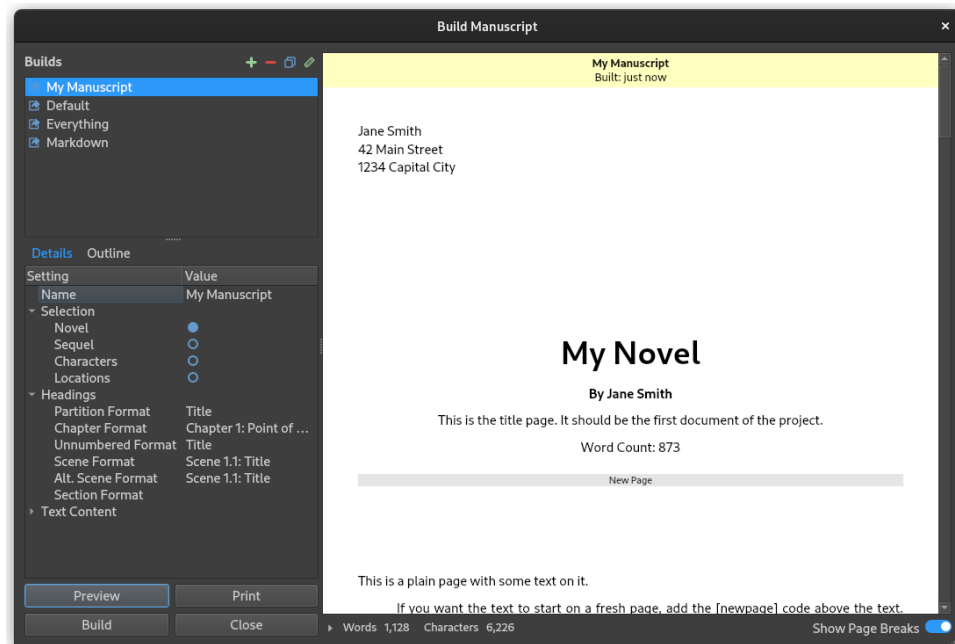 Build Manuscript
Builds
My Manuscript
Default
Everything
Markdown
Details Outline
Setting Value
Name My Manuscript
Selection
Novel
Sequel
Characters
Locations
Headings
Partition Format Title
Chapter Format Chapter 1: Point of ...
Unnumbered Format Title
Scene Format Scene 1.1: Title
Alt. Scene Format Scene 1.1: Title
Section Format
Text Content
Preview Print
Build Close
My Manuscript
Built: just now
Jane Smith
42 Main Street
1234 Capital City
My Novel
By Jane Smith
This is the title page. It should be the first document of the project.
Word Count: 873
New Page
This is a plain page with some text on it.
If you want the text to start on a fresh page, add the [newpage] code above the text.
Words 1,128 Characters 6,226
Show Page Breaks